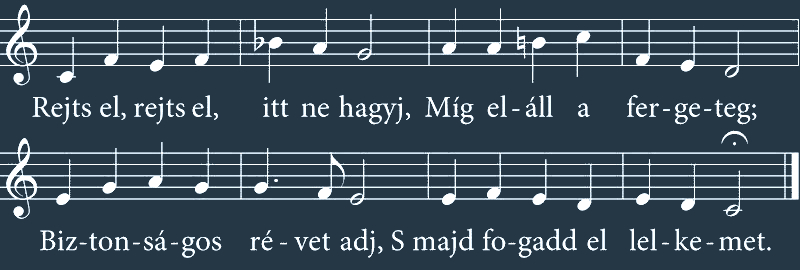 Rejts el, rejts el, itt ne hagyj, Míg el-áll a fer-ge-teg;
Biz-ton-sá-gos ré-vet adj, S majd fo-gadd el lel-ke-met.